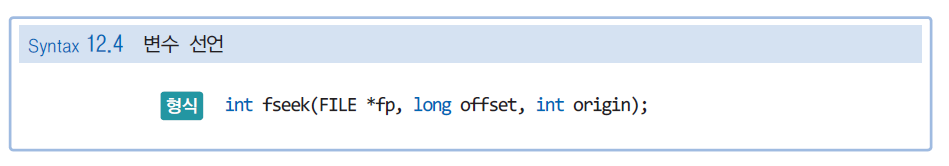 Syntax 12.4 변수 선언
형식 int fseek(FILE *fp, long offset, int origin);